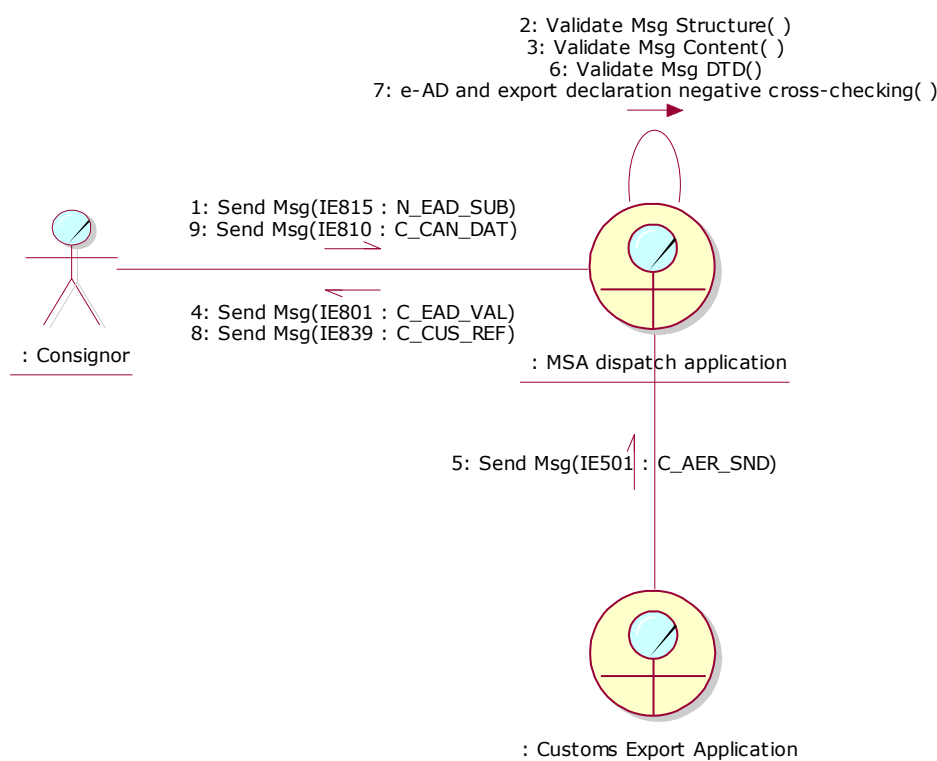 2: Validate Msg Structure( )
3: Validate Msg Content( )
6: Validate Msg DTD()
7: e-AD and export declaration negative cross-checking( )
1: Send Msg(IE815 : N_EAD_SUB)
9: Send Msg(IE810 : C_CAN_DAT)
4: Send Msg(IE801 : C_EAD_VAL)
8: Send Msg(IE839 : C_CUS_REF)
: Consignor
: MSA dispatch application
5: Send Msg(IE501 : C_AER_SND)
: Customs Export Application